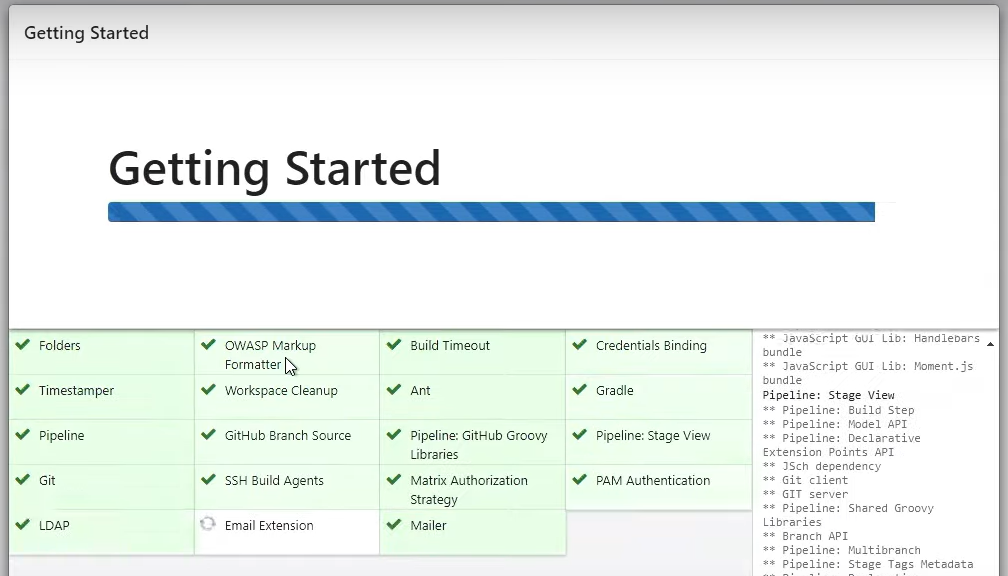 Getting Started
Getting Started
Folders
OWASP Markup
Formatter
Build Timeout
Credentials Binding
Timestamper
Workspace Cleanup
Ant
Gradle
Pipeline
GitHub Branch Source
Pipeline: GitHub Groovy
Libraries
Pipeline: Stage View
Git
SSH Build Agents
Matrix Authorization
Strategy
PAM Authentication
LDAP
Email Extension
Mailer
** JavaScript GUI Lib: Handlebars
bundle
** JavaScript GUI Lib: Moment.js
bundle
Pipeline: Stage View
** Pipeline: Build Step
** Pipeline: Model API
** Pipeline: Declarative
Extension Points API
** JSch dependency
** Git client
** GIT server
** Pipeline: Shared Groovy
Libraries
** Branch API
** Pipeline: Multibranch
** Pipeline: Stage Tags Metadata